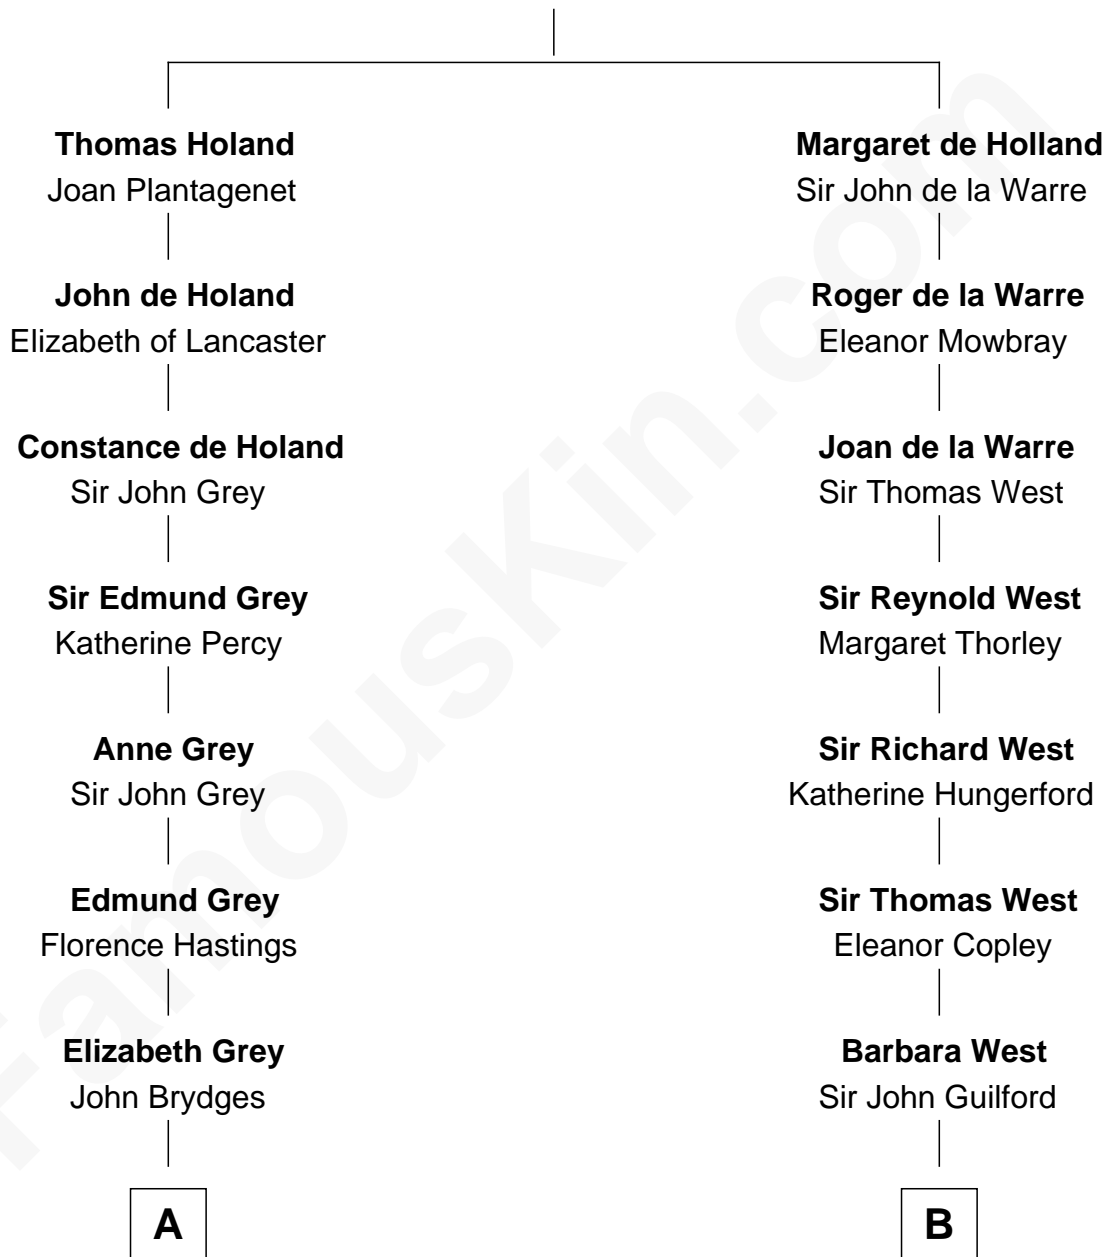 Thomas Holand
Joan Plantagenet
John de Holand
Elizabeth of Lancaster
Constance de Holand
Sir John Grey
Sir Edmund Grey
Katherine Percy
Anne Grey
Sir John Grey
Edmund Grey
Florence Hastings
Elizabeth Grey
John Brydges
A
Margaret de Holland
Sir John de la Warre
Roger de la Warre
Eleanor Mowbray
Joan de la Warre
Sir Thomas West
Sir Reynold West
Margaret Thorley
Sir Richard West
Katherine Hungerford
Sir Thomas West
Eleanor Copley
Barbara West
Sir John Guilford
B
FamousKin.com